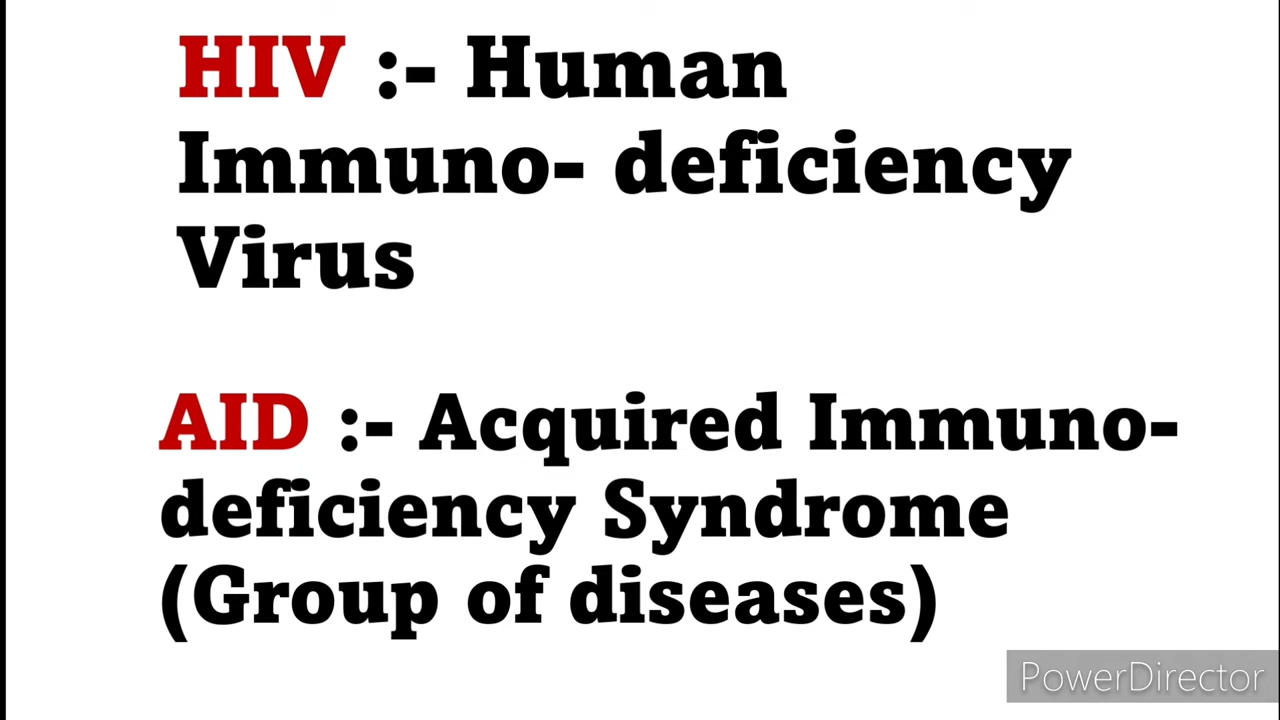 HIV :- Human
Immuno- deficiency
Virus
AID :- Acquired Immuno-
deficiency Syndrome
(Group of diseases)
PowerDirector